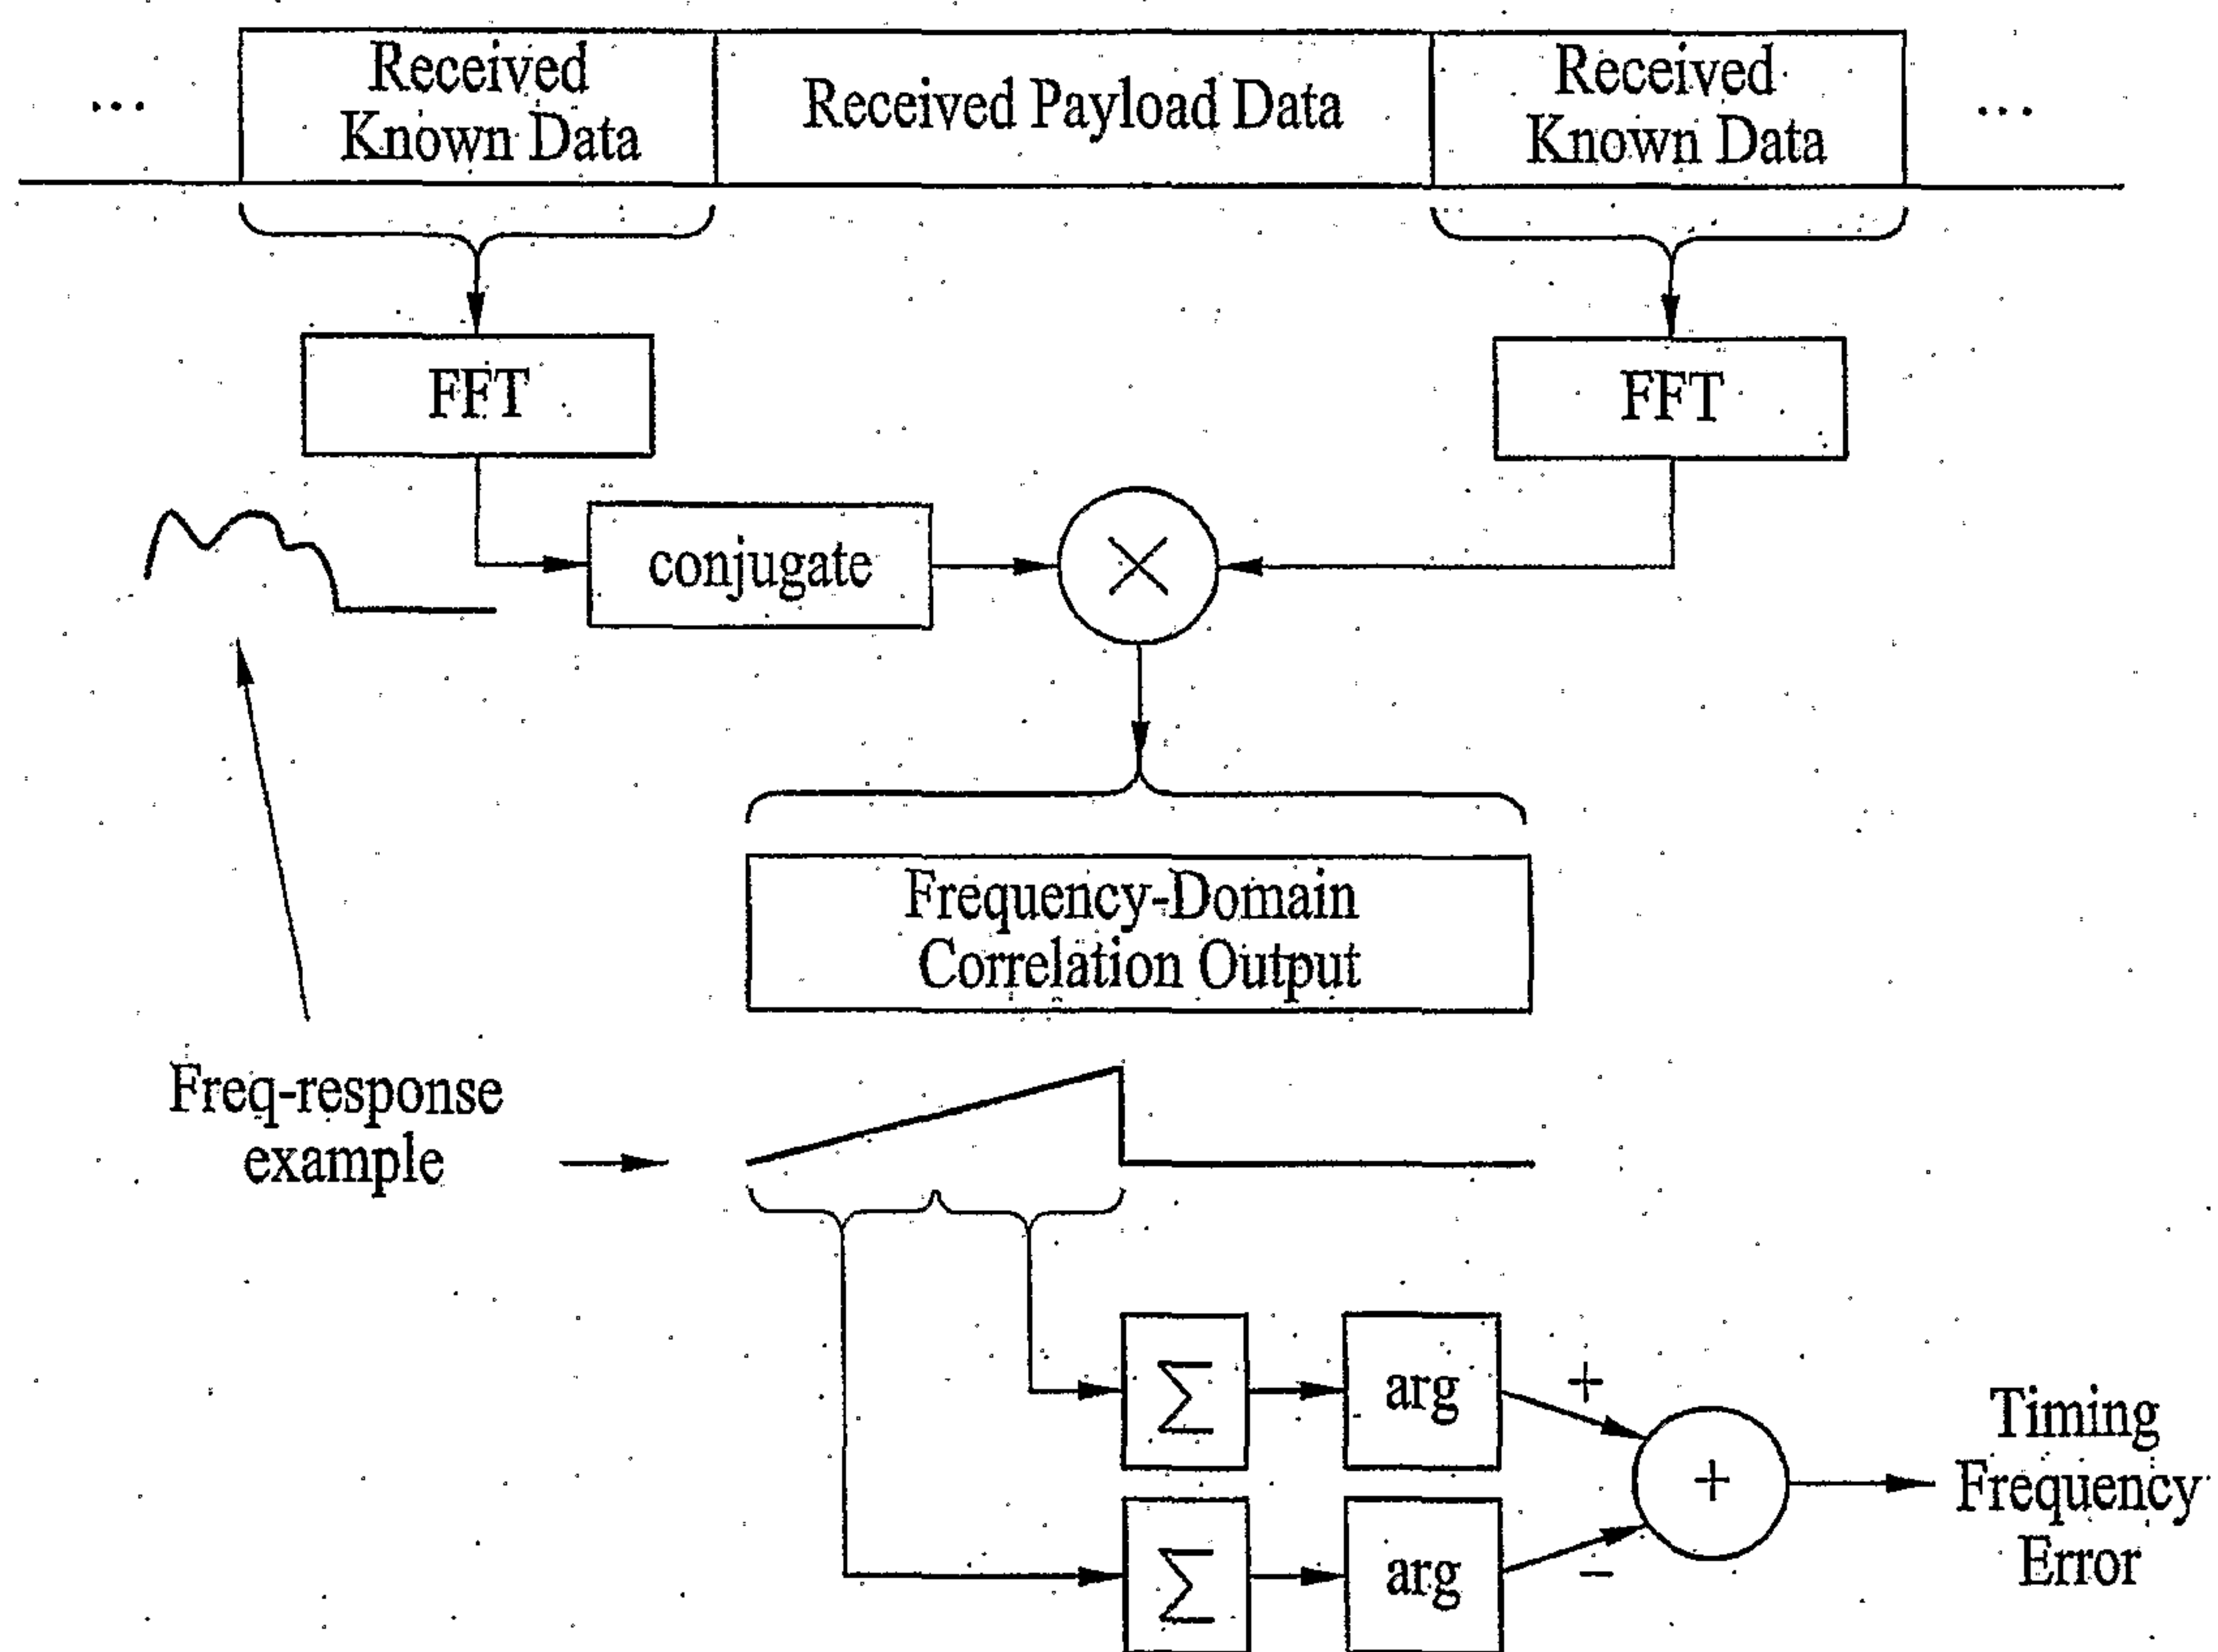 ...
Received
Known Data
Received Payload Data
Received
Known Data
...
FFT
FFT
conjugate
×
Frequency-Domain
Correlation Output
Freq-response
example
Σ
arg
+
+
Timing
Frequency
Error
Σ
arg
−